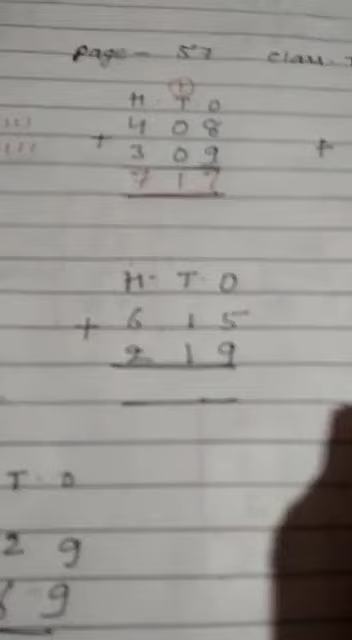 page - 57 class
1
H T O
4 0 8
+ 3 0 9
7 1 7
+
H T O
+ 6 1 5
2 1 9
T O
2 9
9